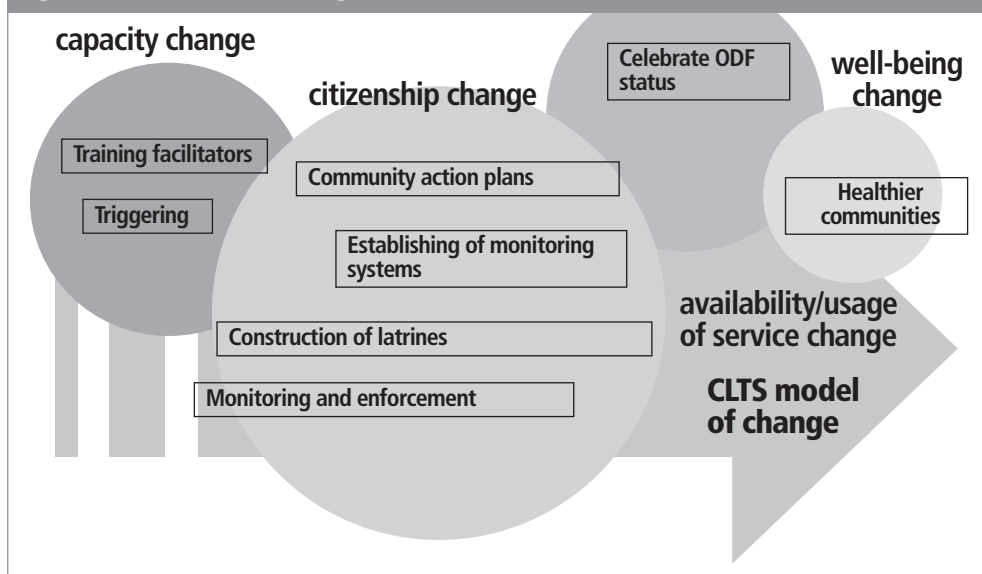 capacity change
Training facilitators
Triggering
citizenship change
Community action plans
Establishing of monitoring
systems
Construction of latrines
Monitoring and enforcement
Celebrate ODF
status
well-being
change
Healthier
communities
availability/usage
of service change
CLTS model
of change